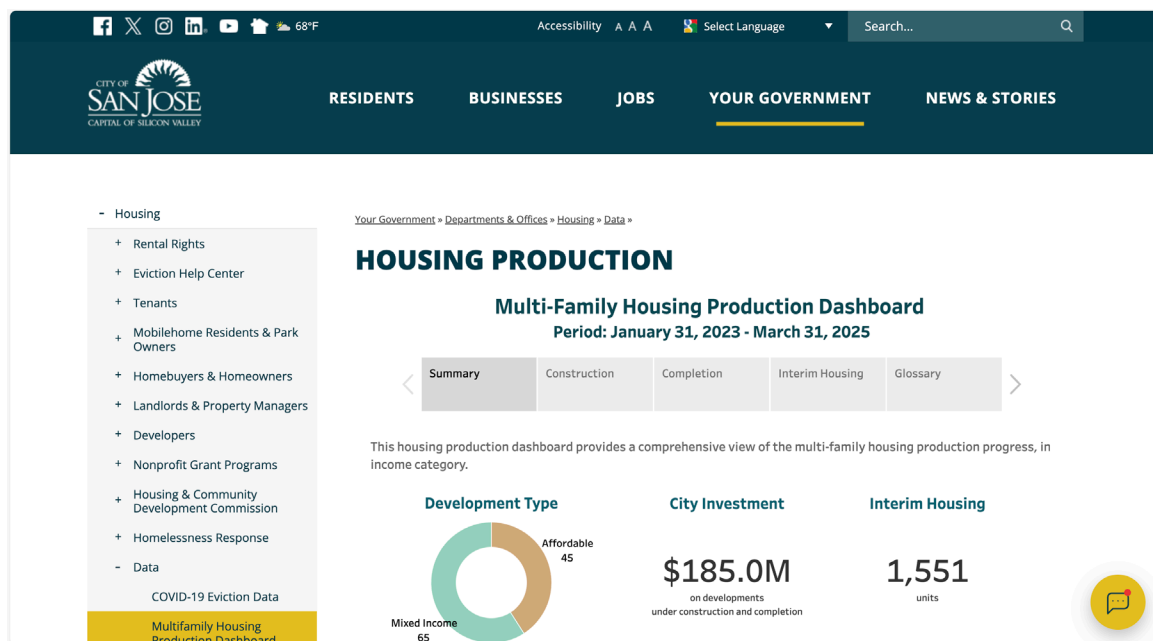 68°F
Accessibility A A A
Select Language
Search...
CITY OF
SAN JOSE
CAPITAL OF SILICON VALLEY
RESIDENTS
BUSINESSES
JOBS
YOUR GOVERNMENT
NEWS & STORIES
- Housing
+ Rental Rights
+ Eviction Help Center
+ Tenants
+ Mobilehome Residents & Park
Owners
+ Homebuyers & Homeowners
+ Landlords & Property Managers
+ Developers
+ Nonprofit Grant Programs
+ Housing & Community
Development Commission
+ Homelessness Response
- Data
COVID-19 Eviction Data
Multifamily Housing
Production Dashboard
Your Government » Departments & Offices » Housing » Data »
HOUSING PRODUCTION
Multi-Family Housing Production Dashboard
Period: January 31, 2023 - March 31, 2025
Summary
Construction
Completion
Interim Housing
Glossary
This housing production dashboard provides a comprehensive view of the multi-family housing production progress, in
income category.
Development Type
Affordable
45
Mixed Income
65
City Investment
$185.0M
on developments
under construction and completion
Interim Housing
1,551
units